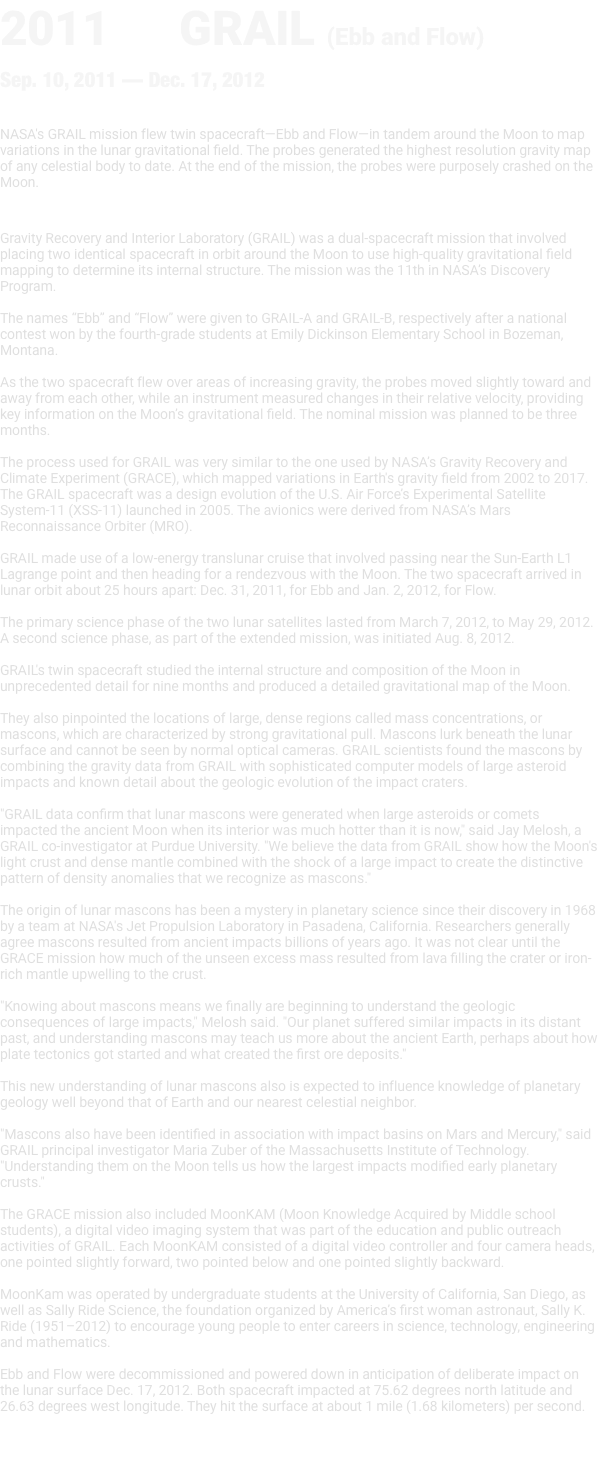 2011 GRAIL (Ebb and Flow)
Sep. 10, 2011 — Dec. 17, 2012
NASA's GRAIL mission flew twin spacecraft—Ebb and Flow—in tandem around the Moon to map
variations in the lunar gravitational field. The probes generated the highest resolution gravity map
of any celestial body to date. At the end of the mission, the probes were purposely crashed on the
Moon.
Gravity Recovery and Interior Laboratory (GRAIL) was a dual-spacecraft mission that involved
placing two identical spacecraft in orbit around the Moon to use high-quality gravitational field
mapping to determine its internal structure. The mission was the 11th in NASA's Discovery
Program.
The names “Ebb” and “Flow” were given to GRAIL-A and GRAIL-B, respectively after a national
contest won by the fourth-grade students at Emily Dickinson Elementary School in Bozeman,
Montana.
As the two spacecraft flew over areas of increasing gravity, the probes moved slightly toward and
away from each other, while an instrument measured changes in their relative velocity, providing
key information on the Moon's gravitational field. The nominal mission was planned to be three
months.
The process used for GRAIL was very similar to the one used by NASA's Gravity Recovery and
Climate Experiment (GRACE), which mapped variations in Earth's gravity field from 2002 to 2017.
The GRAIL spacecraft was a design evolution of the U.S. Air Force's Experimental Satellite
System-11 (XSS-11) launched in 2005. The avionics were derived from NASA's Mars
Reconnaissance Orbiter (MRO).
GRAIL made use of a low-energy translunar cruise that involved passing near the Sun-Earth L1
Lagrange point and then heading for a rendezvous with the Moon. The two spacecraft arrived in
lunar orbit about 25 hours apart: Dec. 31, 2011, for Ebb and Jan. 2, 2012, for Flow.
The primary science phase of the two lunar satellites lasted from March 7, 2012, to May 29, 2012.
A second science phase, as part of the extended mission, was initiated Aug. 8, 2012.
GRAIL's twin spacecraft studied the internal structure and composition of the Moon in
unprecedented detail for nine months and produced a detailed gravitational map of the Moon.
They also pinpointed the locations of large, dense regions called mass concentrations, or
mascons, which are characterized by strong gravitational pull. Mascons lurk beneath the lunar
surface and cannot be seen by normal optical cameras. GRAIL scientists found the mascons by
combining the gravity data from GRAIL with sophisticated computer models of large asteroid
impacts and known detail about the geologic evolution of the impact craters.
"GRAIL data confirm that lunar mascons were generated when large asteroids or comets
impacted the ancient Moon when its interior was much hotter than it is now," said Jay Melosh, a
GRAIL co-investigator at Purdue University. "We believe the data from GRAIL show how the Moon's
light crust and dense mantle combined with the shock of a large impact to create the distinctive
pattern of density anomalies that we recognize as mascons."
The origin of lunar mascons has been a mystery in planetary science since their discovery in 1968
by a team at NASA's Jet Propulsion Laboratory in Pasadena, California. Researchers generally
agree mascons resulted from ancient impacts billions of years ago. It was not clear until the
GRACE mission how much of the unseen excess mass resulted from lava filling the crater or iron-
rich mantle upwelling to the crust.
"Knowing about mascons means we finally are beginning to understand the geologic
consequences of large impacts," Melosh said. "Our planet suffered similar impacts in its distant
past, and understanding mascons may teach us more about the ancient Earth, perhaps about how
plate tectonics got started and what created the first ore deposits."
This new understanding of lunar mascons also is expected to influence knowledge of planetary
geology well beyond that of Earth and our nearest celestial neighbor.
"Mascons also have been identified in association with impact basins on Mars and Mercury," said
GRAIL principal investigator Maria Zuber of the Massachusetts Institute of Technology.
"Understanding them on the Moon tells us how the largest impacts modified early planetary
crusts."
The GRACE mission also included MoonKAM (Moon Knowledge Acquired by Middle school
students), a digital video imaging system that was part of the education and public outreach
activities of GRAIL. Each MoonKAM consisted of a digital video controller and four camera heads,
one pointed slightly forward, two pointed below and one pointed slightly backward.
MoonKam was operated by undergraduate students at the University of California, San Diego, as
well as Sally Ride Science, the foundation organized by America's first woman astronaut, Sally K.
Ride (1951–2012) to encourage young people to enter careers in science, technology, engineering
and mathematics.
Ebb and Flow were decommissioned and powered down in anticipation of deliberate impact on
the lunar surface Dec. 17, 2012. Both spacecraft impacted at 75.62 degrees north latitude and
26.63 degrees west longitude. They hit the surface at about 1 mile (1.68 kilometers) per second.